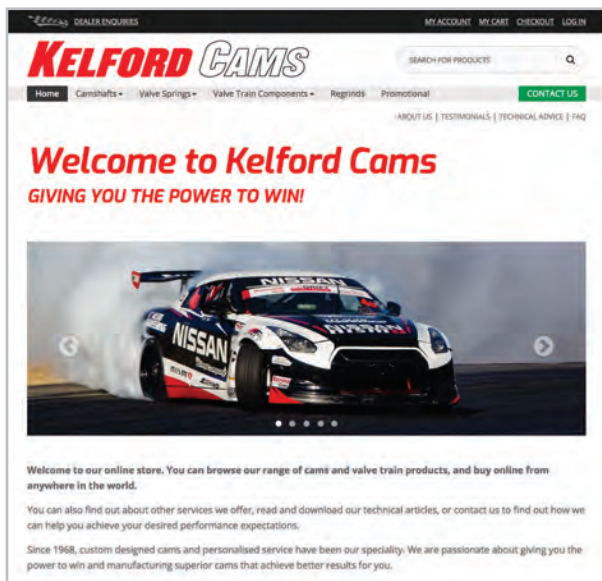 DEALER ENQUIRIES
MY ACCOUNT MY CART CHECKOUT LOG IN
KELFORD CAMS
SEARCH FOR PRODUCTS
Home Camshafts Valve Springs Valve Train Components Regrinds Promotional CONTACT US
ABOUT US | TESTIMONIALS | TECHNICAL ADVICE | FAQ
Welcome to Kelford Cams
GIVING YOU THE POWER TO WIN!
NISSAN
NISSAN
NISSAN
nismo
Welcome to our online store. You can browse our range of cams and valve train products, and buy online from
anywhere in the world.
You can also find out about other services we offer, read and download our technical articles, or contact us to find out how we
can help you achieve your desired performance expectations.
Since 1968, custom designed cams and personalised service have been our speciality. We are passionate about giving you the
power to win and manufacturing superior cams that achieve better results for you.